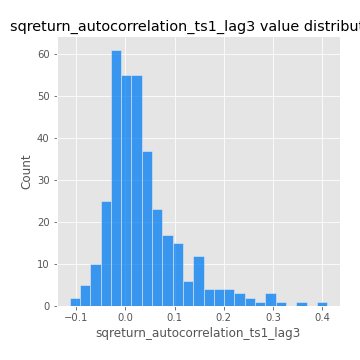 sqreturn_autocorrelation_ts1_lag3 value distribut
60
50
40
30
20
10
0
Count
−0.1 0.0 0.1 0.2 0.3 0.4
sqreturn_autocorrelation_ts1_lag3